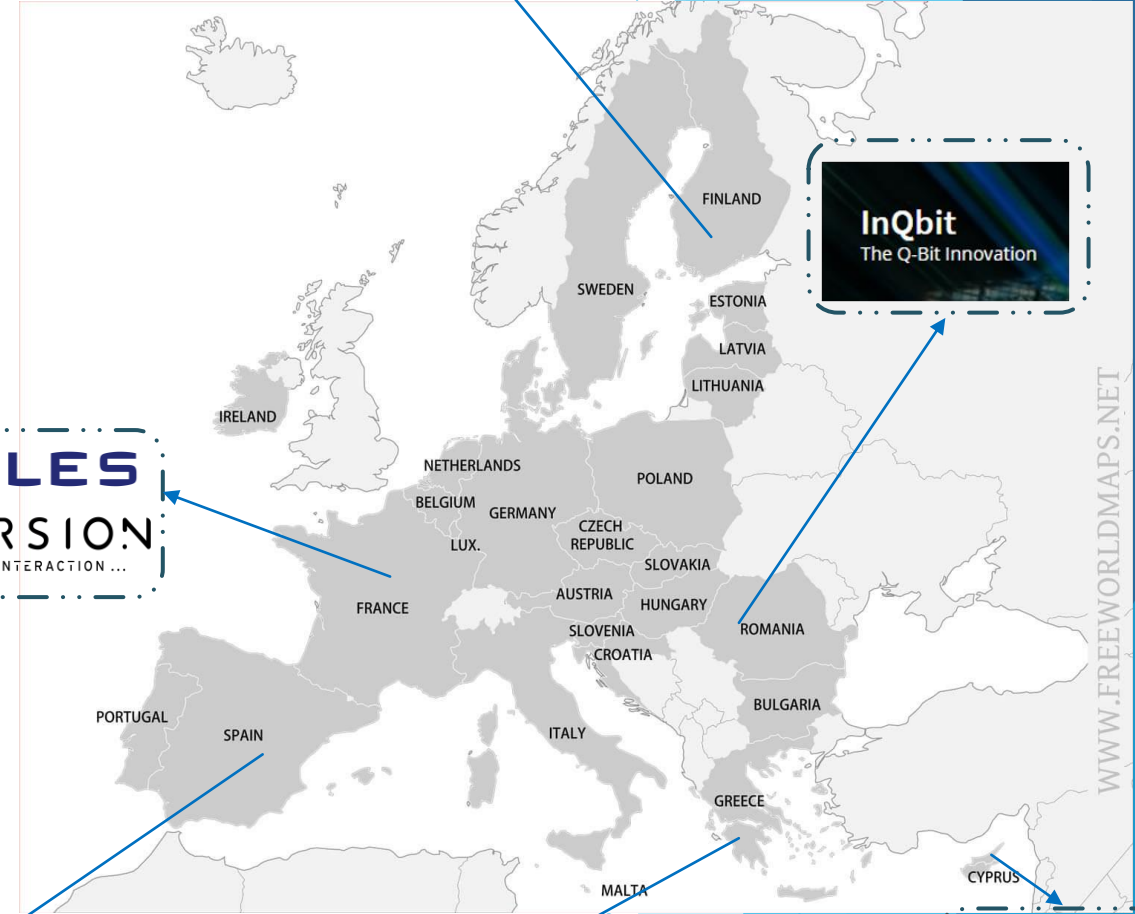 FINLAND
InQbit
The Q-Bit Innovation
SWEDEN
ESTONIA
LATVIA
LITHUANIA
IRELAND
LES
RSION
NTERACTION ...
NETHERLANDS
POLAND
BELGIUM
GERMANY
CZECH
REPUBLIC
LUX.
SLOVAKIA
AUSTRIA
HUNGARY
FRANCE
SLOVENIA
ROMANIA
CROATIA
BULGARIA
PORTUGAL
SPAIN
ITALY
GREECE
CYPRUS
MALTA
WWW.FREEWORLDMAPS.NET